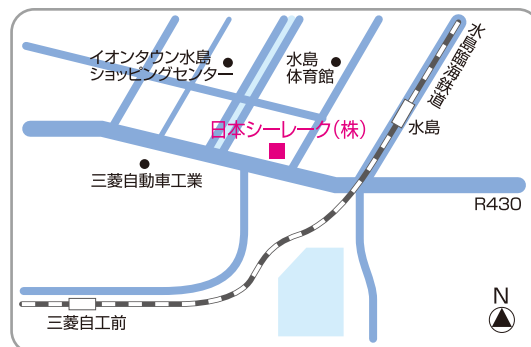 イオンタウン水島
ショッピングセンター
水島
体育館
水島臨海鉄道
水島
日本シーレーク(株)
三菱自動車工業
R430
三菱自工前
N